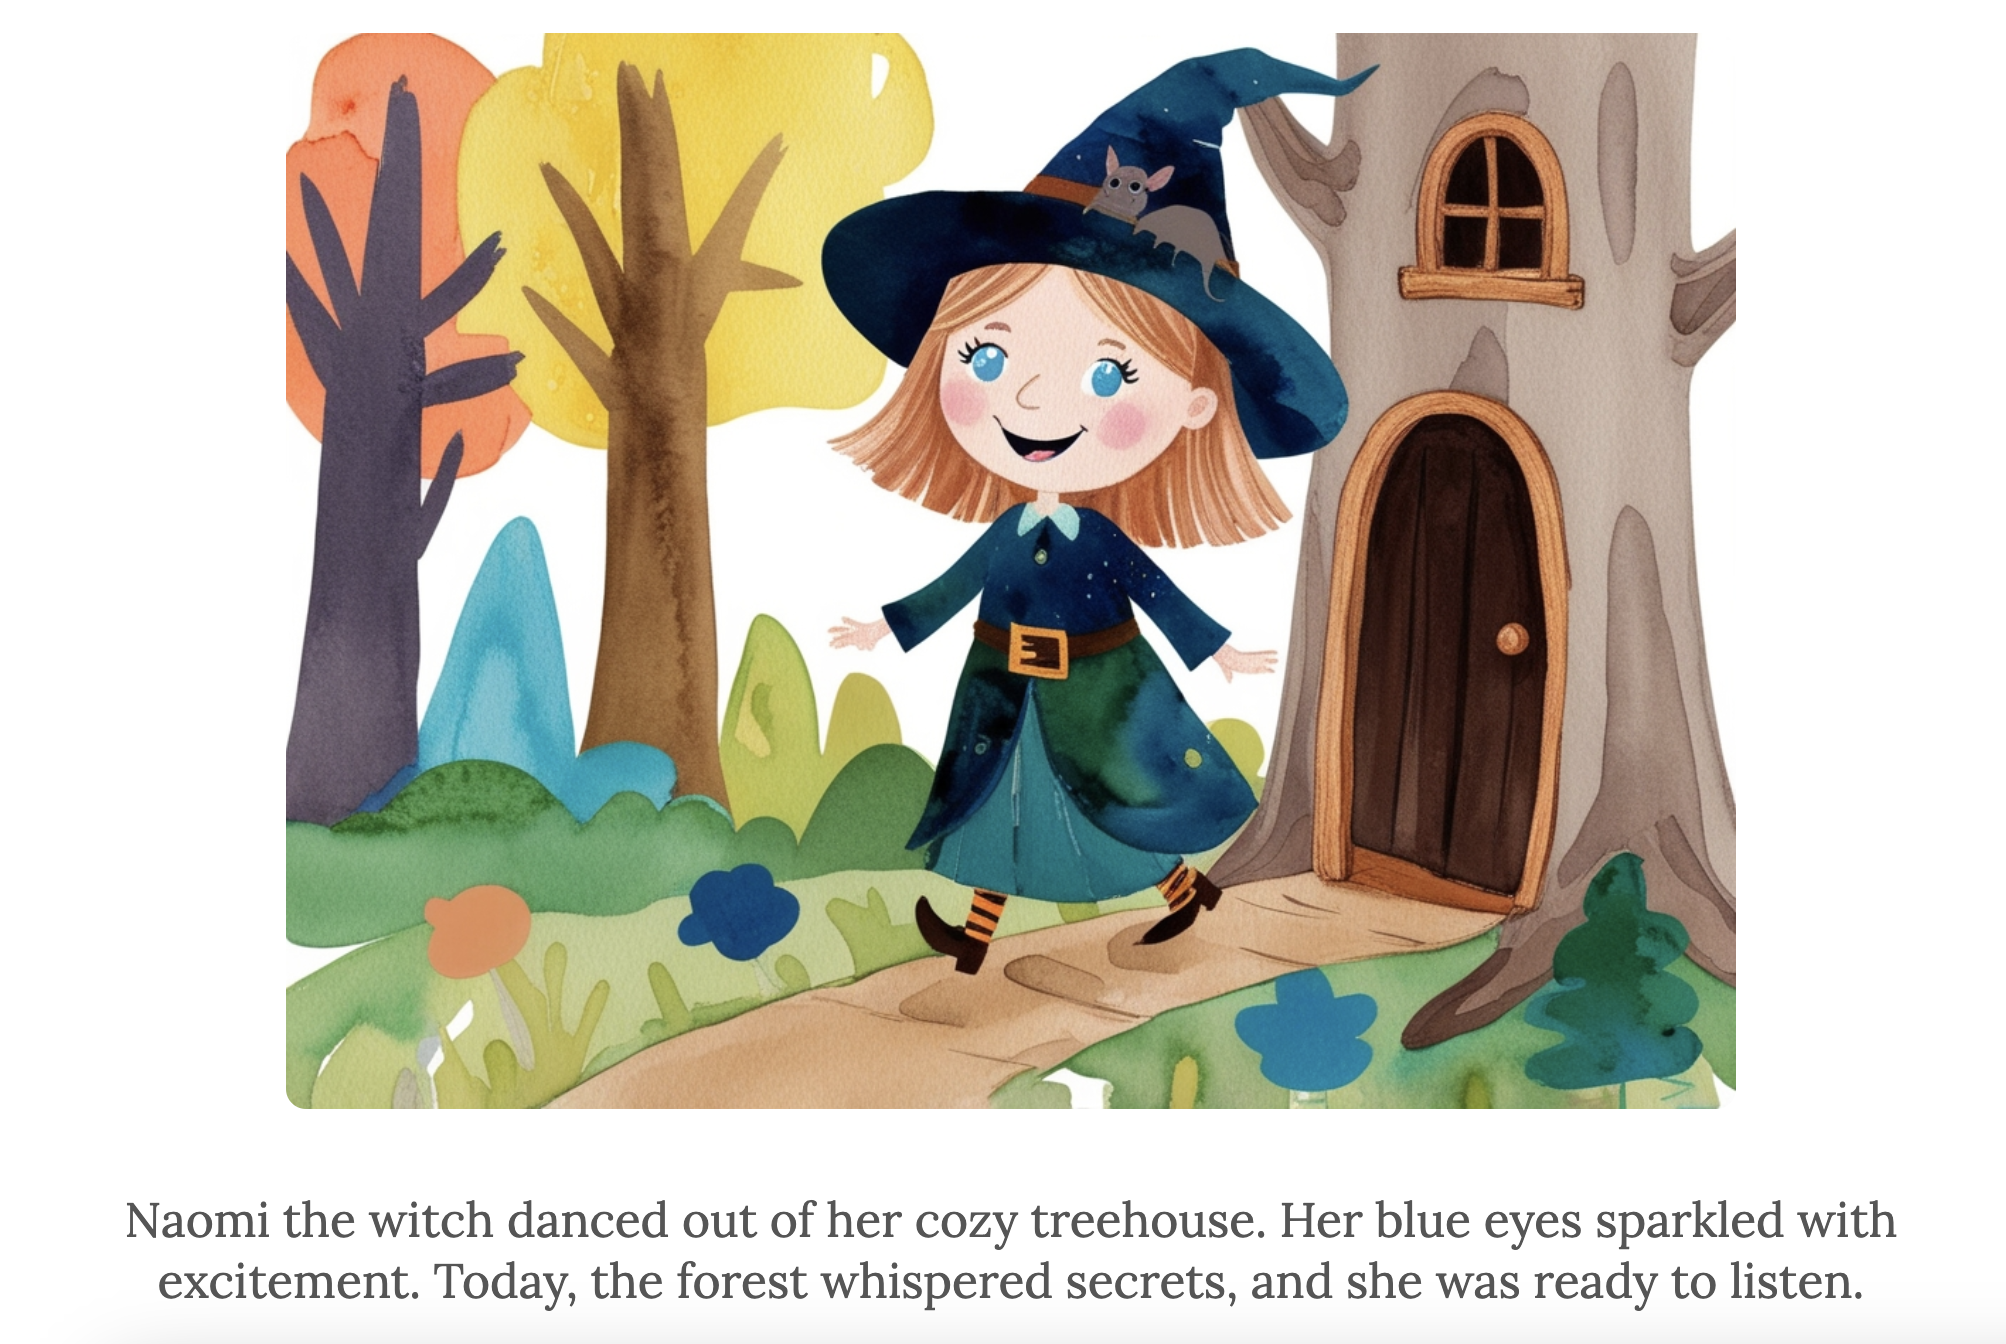 Naomi the witch danced out of her cozy treehouse. Her blue eyes sparkled with
excitement. Today, the forest whispered secrets, and she was ready to listen.